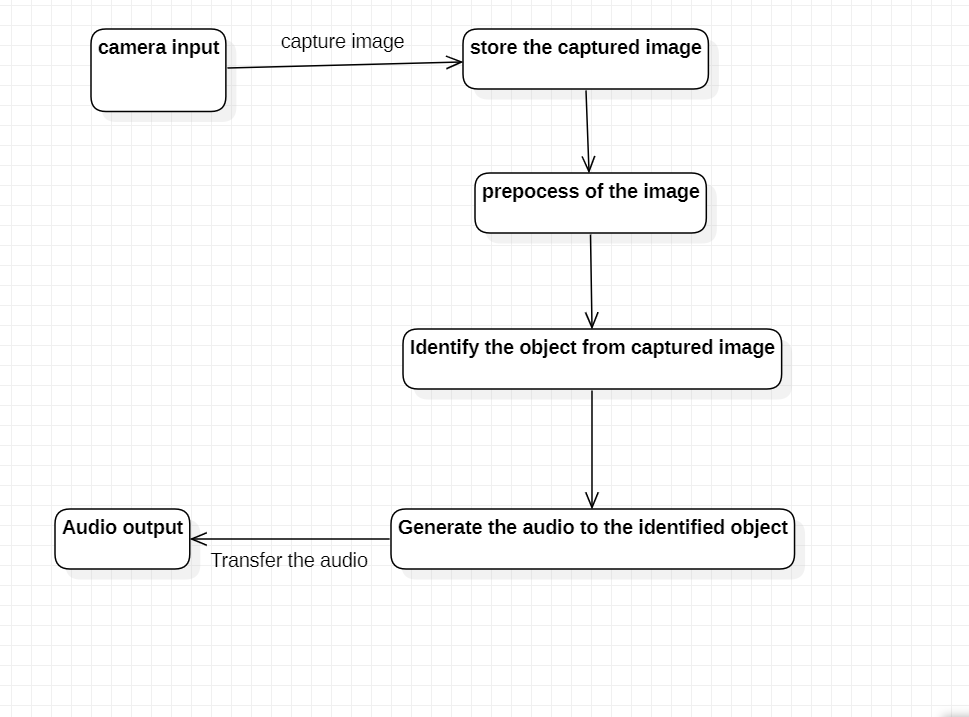 camera input
capture image
store the captured image
prepocess of the image
Identify the object from captured image
Generate the audio to the identified object
Transfer the audio
Audio output